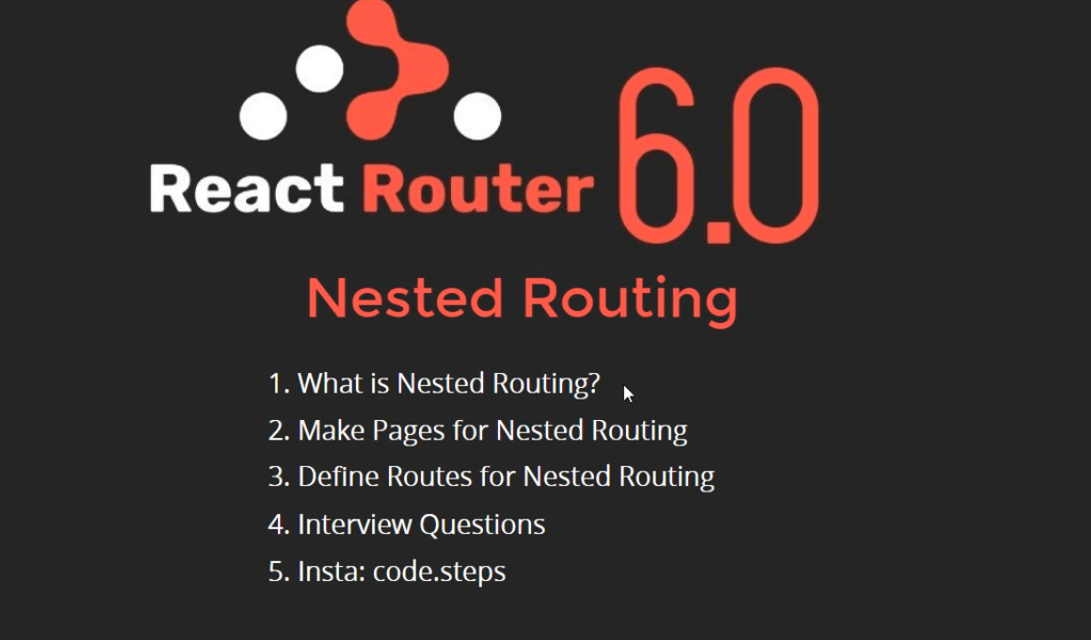 React Router 6.0
Nested Routing
1. What is Nested Routing?
2. Make Pages for Nested Routing
3. Define Routes for Nested Routing
4. Interview Questions
5. Insta: code.steps